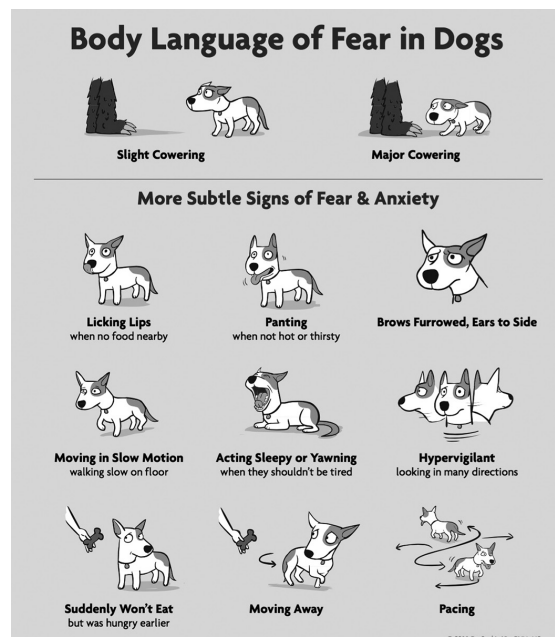 Body Language of Fear in Dogs
Slight Cowering
Major Cowering
More Subtle Signs of Fear & Anxiety
Licking Lips
when no food nearby
Panting
when not hot or thirsty
Brows Furrowed, Ears to Side
Moving in Slow Motion
walking slow on floor
Acting Sleepy or Yawning
when they shouldn't be tired
Hypervigilant
looking in many directions
Suddenly Won't Eat
but was hungry earlier
Moving Away
Pacing